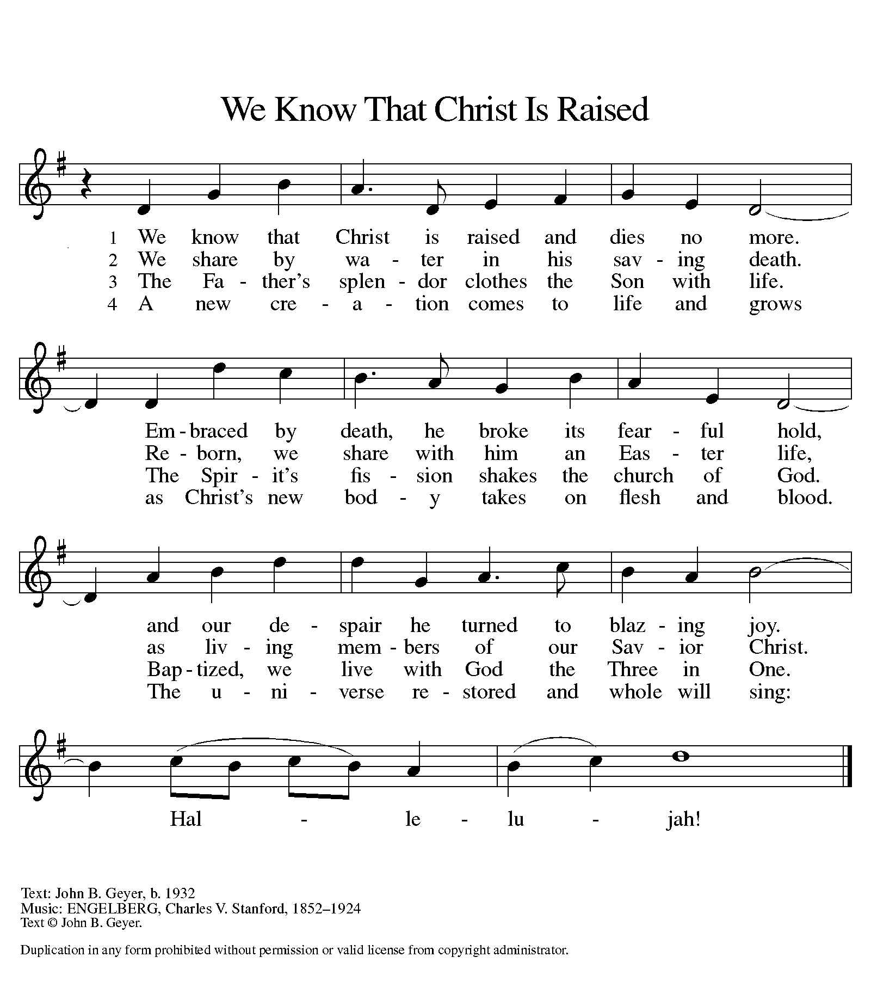 We Know That Christ Is Raised
1 We know that Christ is raised and dies no more.
2 We share by wa - ter in his sav - ing death.
3 The Fa - ther's splen - dor clothes the Son with life.
4 A new cre - a - tion comes to life and grows
Em - braced by death, he broke its fear - ful hold,
Re - born, we share with him an Eas - ter life,
The Spir - it's fis - sion shakes the church of God.
as Christ's new bod - y takes on flesh and blood.
and our de - spair he turned to blaz - ing joy.
as liv - ing mem - bers of our Sav - ior Christ.
Bap - tized, we live with God the Three in One.
The u - ni - verse re - stored and whole will sing:
Hal - le - lu - jah!
Text: John B. Geyer, b. 1932
Music: ENGELBERG, Charles V. Stanford, 1852–1924
Text © John B. Geyer.
Duplication in any form prohibited without permission or valid license from copyright administrator.